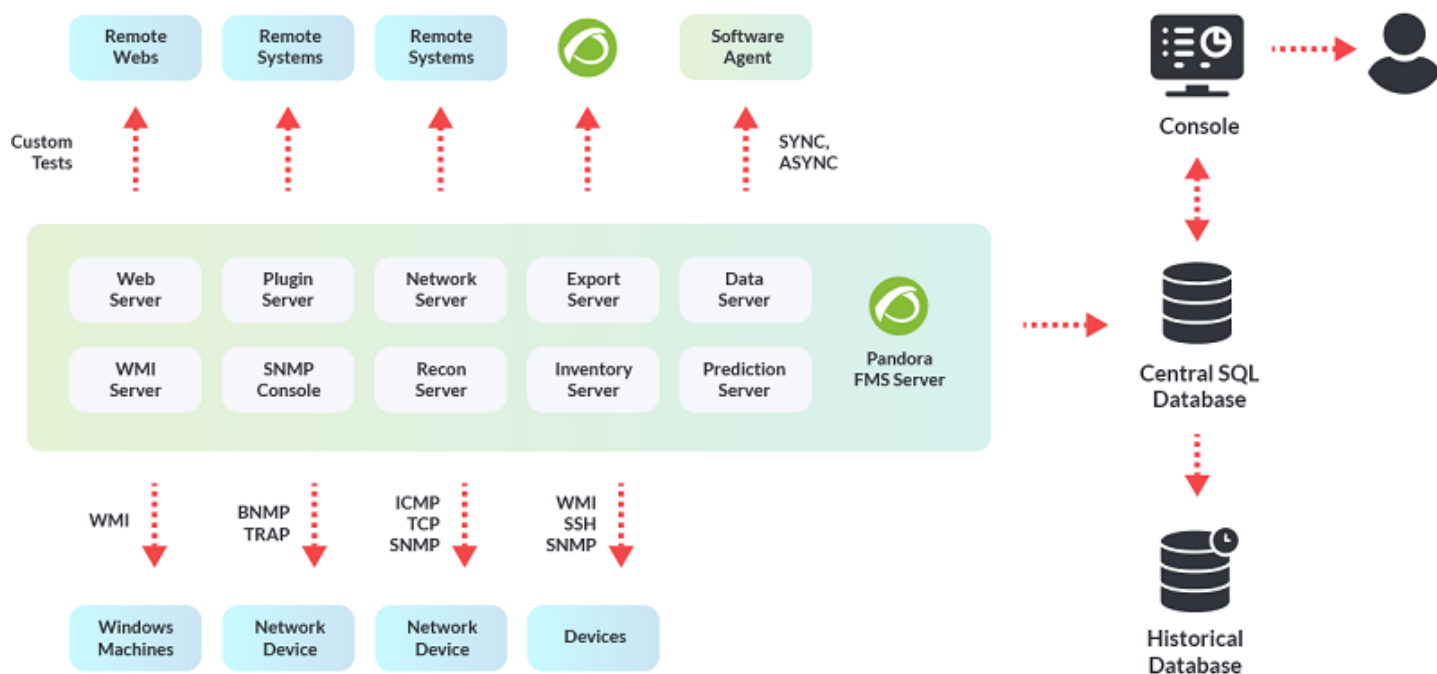 Remote
Webs
Remote
Systems
Remote
Systems
Software
Agent
Custom
Tests
SYNC,
ASYNC
Console
Web
Server
Plugin
Server
Network
Server
Export
Server
Data
Server
WMI
Server
SNMP
Console
Recon
Server
Inventory
Server
Prediction
Server
Pandora
FMS Server
Central SQL
Database
WMI
BNMP
TRAP
ICMP
TCP
SNMP
WMI
SSH
SNMP
Windows
Machines
Network
Device
Network
Device
Devices
Historical
Database